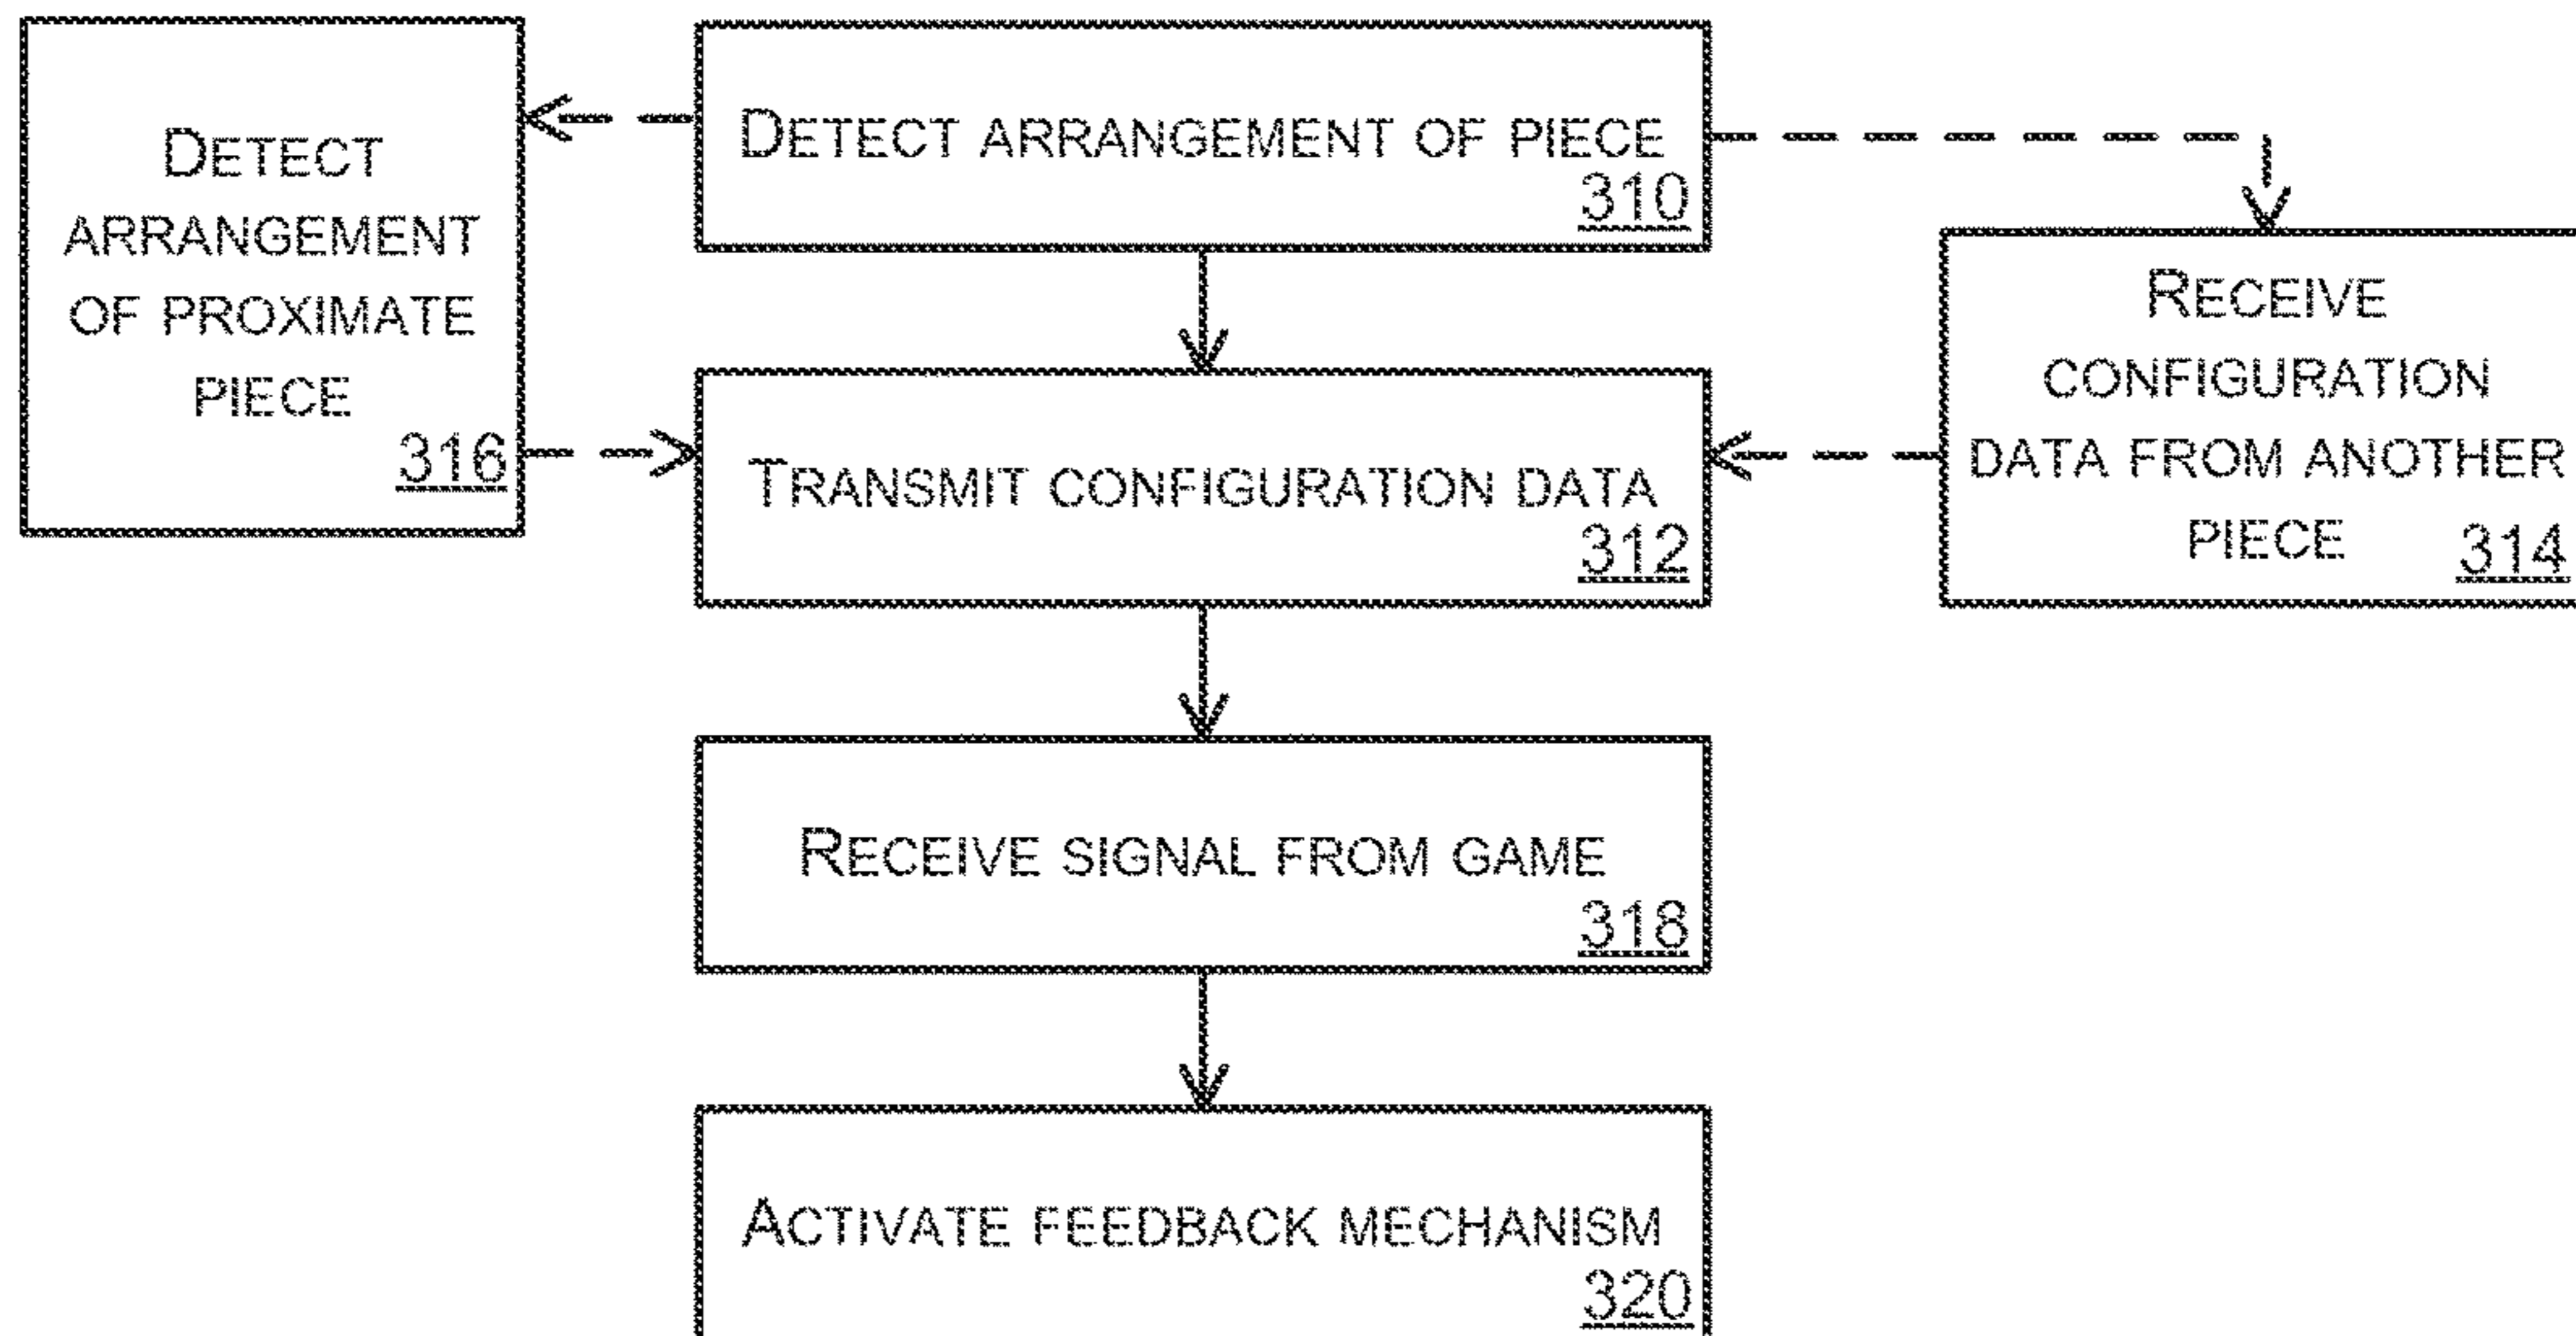 DETECT
ARRANGEMENT
OF PROXIMATE
PIECE
316
DETECT ARRANGEMENT OF PIECE
310
TRANSMIT CONFIGURATION DATA
312
RECEIVE
CONFIGURATION
DATA FROM ANOTHER
PIECE 314
RECEIVE SIGNAL FROM GAME
318
ACTIVATE FEEDBACK MECHANISM
320